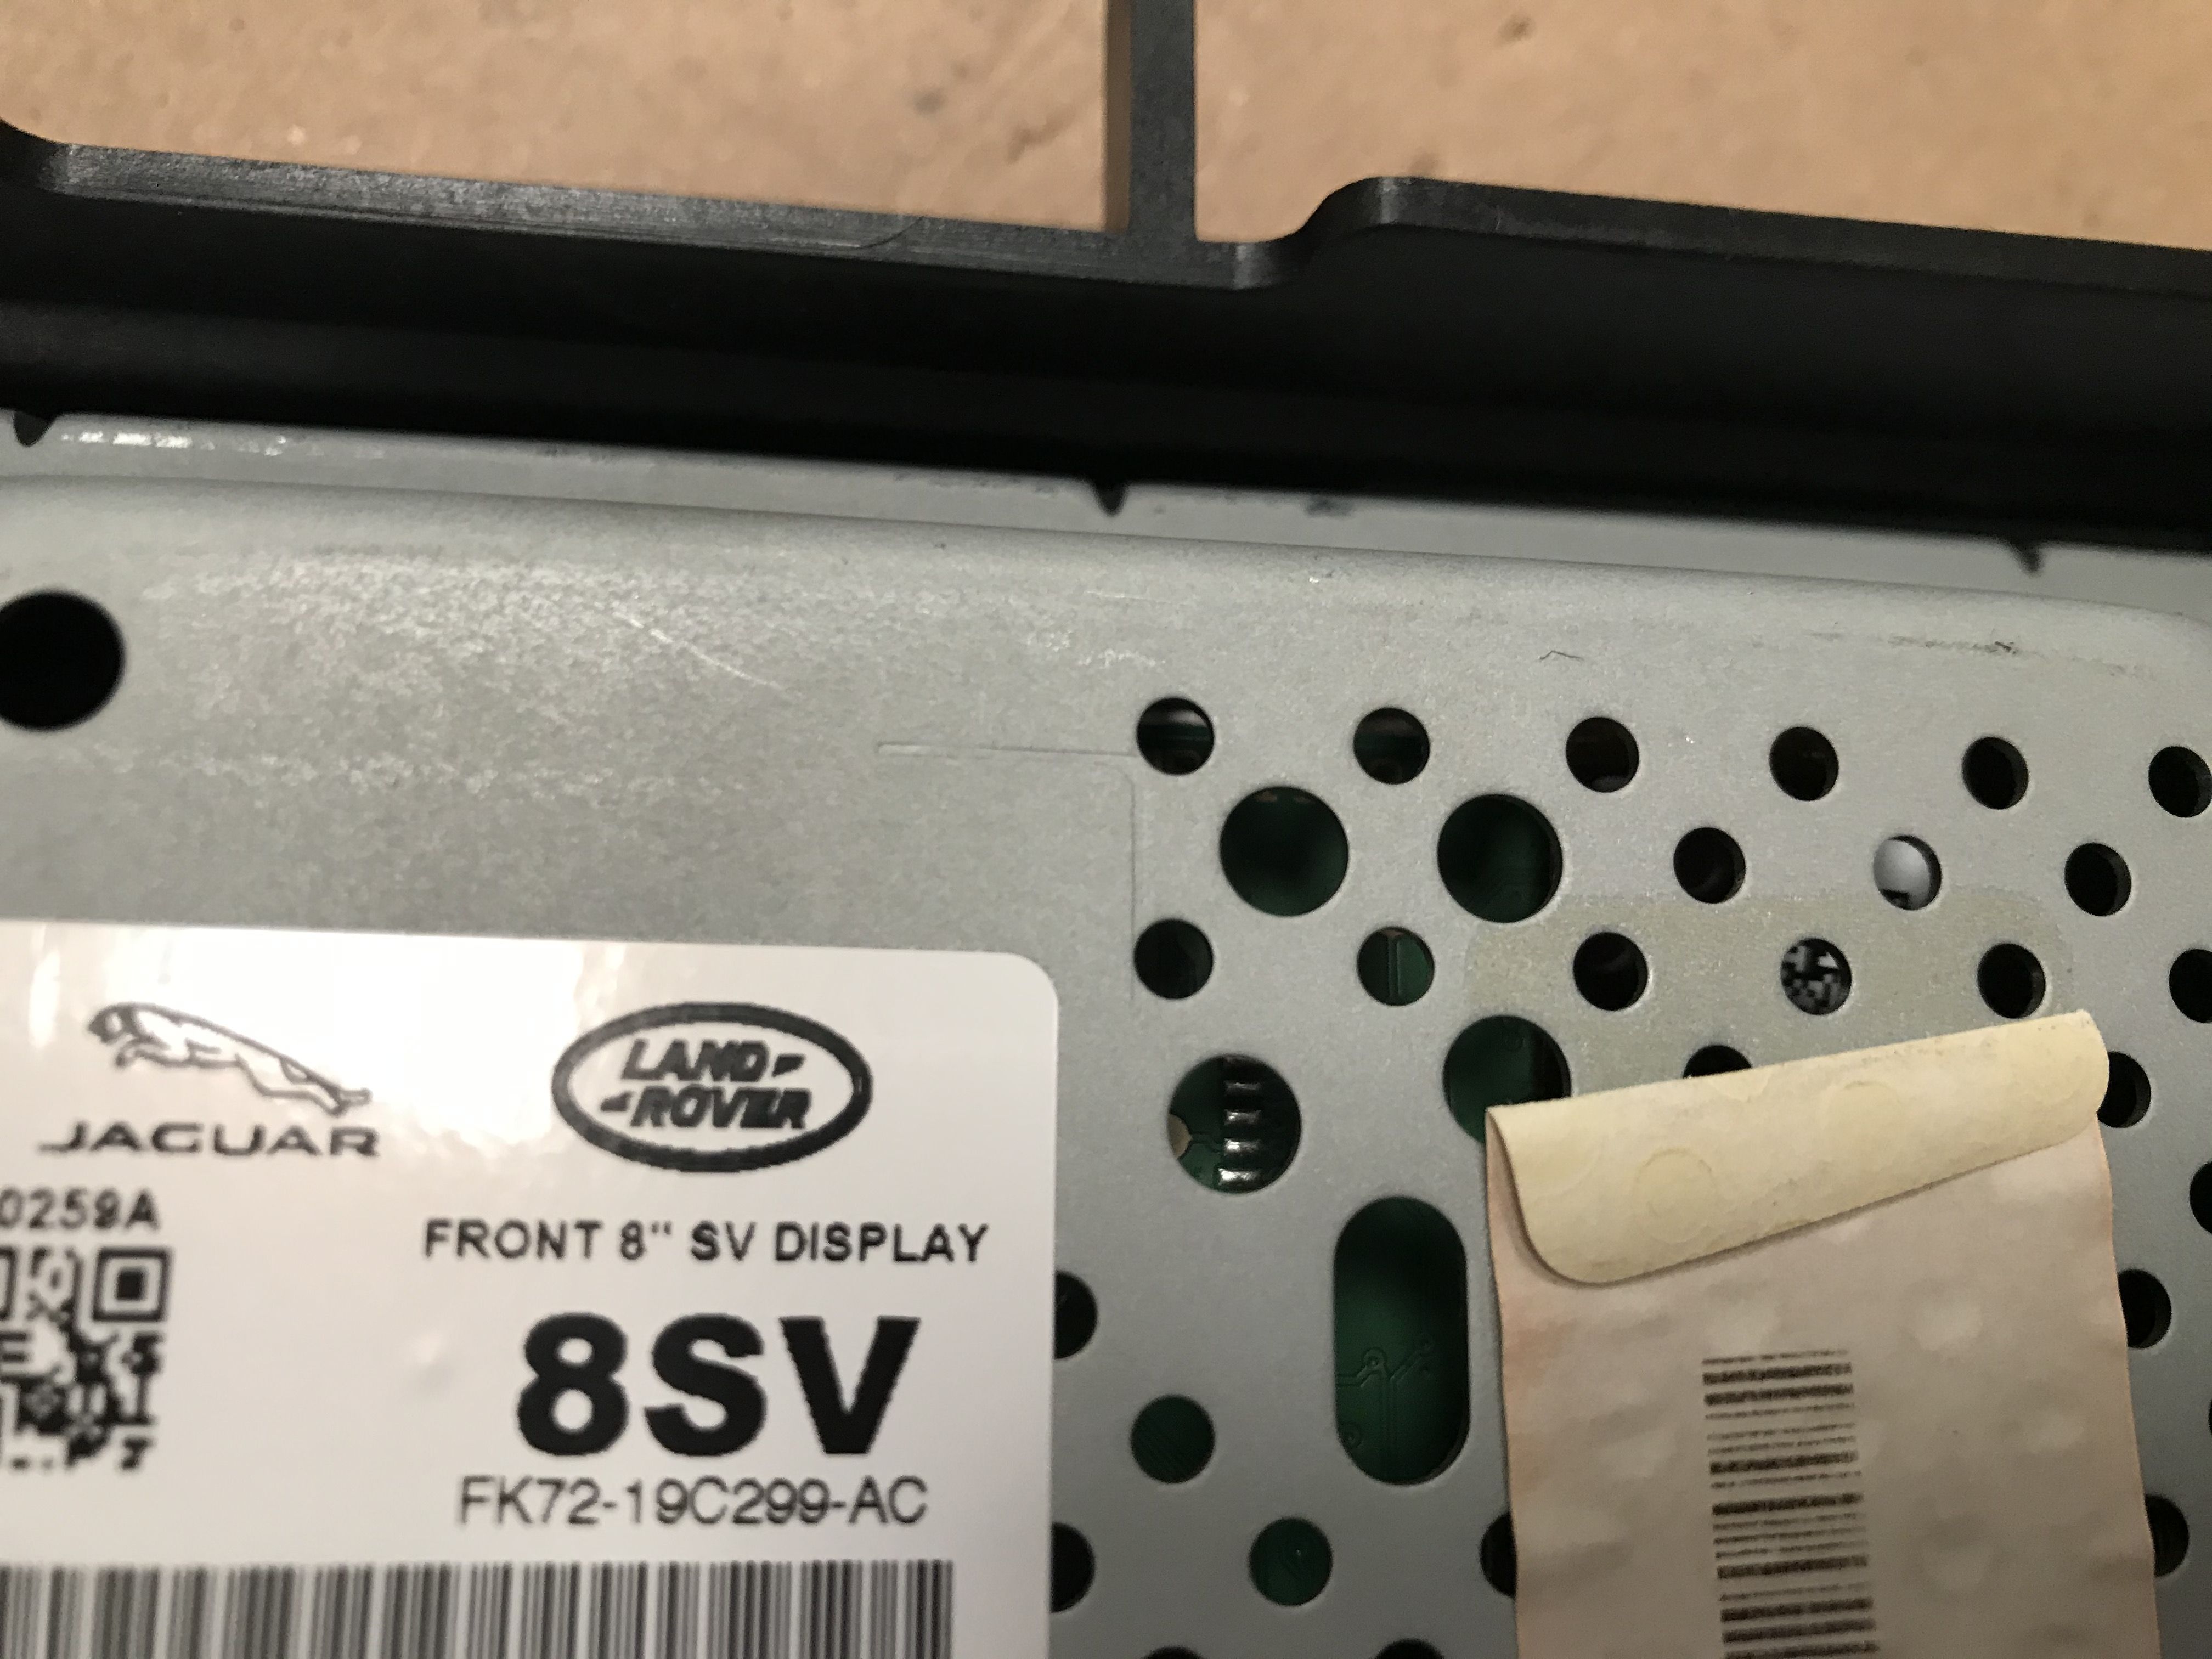 JAGUAR
LAND
ROVER
0259A
FRONT 8" SV DISPLAY
8SV
FK72-19C299-AC